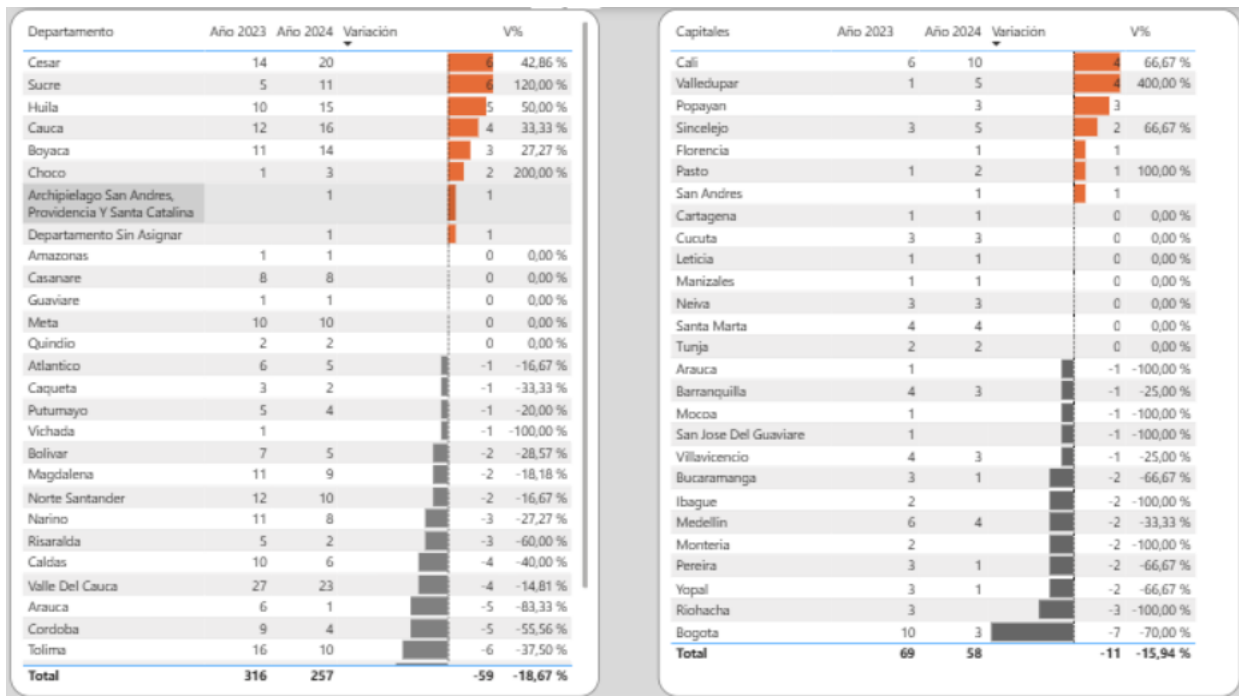 Departamento Año 2023 Año 2024 Variación V%
Cesar 14 20 6 42,86 %
Sucre 5 11 6 120,00 %
Huila 10 15 5 50,00 %
Cauca 12 16 4 33,33 %
Boyaca 11 14 3 27,27 %
Choco 1 3 2 200,00 %
Archipielago San Andres,
Providencia Y Santa Catalina 1 1
Departamento Sin Asignar 1 1
Amazonas 1 1 0 0,00 %
Casanare 8 8 0 0,00 %
Guaviare 1 1 0 0,00 %
Meta 10 10 0 0,00 %
Quindio 2 2 0 0,00 %
Atlantico 6 5 -1 -16,67 %
Caqueta 3 2 -1 -33,33 %
Putumayo 5 4 -1 -20,00 %
Vichada 1 -1 -100,00 %
Bolivar 7 5 -2 -28,57 %
Magdalena 11 9 -2 -18,18 %
Norte Santander 12 10 -2 -16,67 %
Narino 11 8 -3 -27,27 %
Risaralda 5 2 -3 -60,00 %
Caldas 10 6 -4 -40,00 %
Valle Del Cauca 27 23 -4 -14,81 %
Arauca 6 1 -5 -83,33 %
Cordoba 9 4 -5 -55,56 %
Tolima 16 10 -6 -37,50 %
Total 316 257 -59 -18,67 %
Capitales Año 2023 Año 2024 Variación V%
Cali 6 10 4 66,67 %
Valledupar 1 5 4 400,00 %
Popayan 3 3
Sincelejo 3 5 2 66,67 %
Florencia 1 1
Pasto 1 2 1 100,00 %
San Andres 1 1
Cartagena 1 1 0 0,00 %
Cucuta 3 3 0 0,00 %
Leticia 1 1 0 0,00 %
Manizales 1 1 0 0,00 %
Neiva 3 3 0 0,00 %
Santa Marta 4 4 0 0,00 %
Tunja 2 2 0 0,00 %
Arauca 1 -1 -100,00 %
Barranquilla 4 3 -1 -25,00 %
Mocoa 1 -1 -100,00 %
San Jose Del Guaviare 1 -1 -100,00 %
Villavicencio 4 3 -1 -25,00 %
Bucaramanga 3 1 -2 -66,67 %
Ibague 2 -2 -100,00 %
Medellin 6 4 -2 -33,33 %
Monteria 2 -2 -100,00 %
Pereira 3 1 -2 -66,67 %
Yopal 3 1 -2 -66,67 %
Riohacha 3 -3 -100,00 %
Bogota 10 3 -7 -70,00 %
Total 69 58 -11 -15,94 %